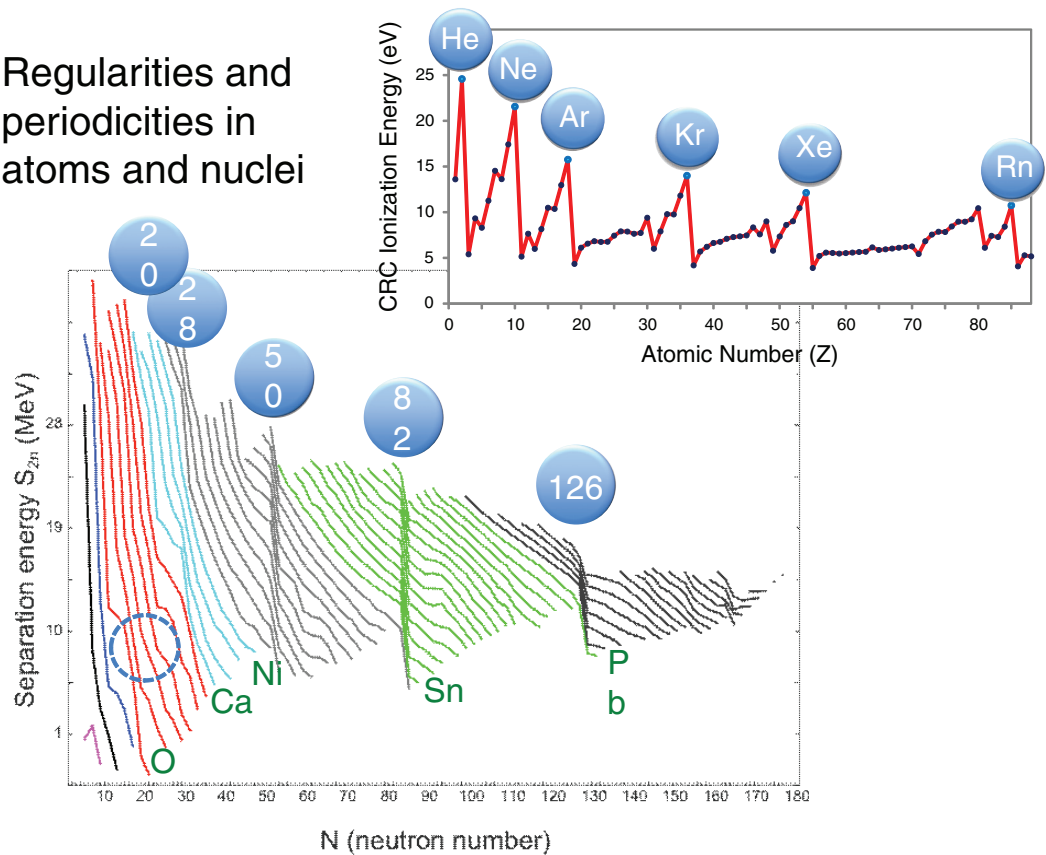 Regularities and
periodicities in
atoms and nuclei
CRC Ionization Energy (eV)
25
20
15
10
5
0
He
Ne
Ar
Kr
Xe
Rn
0 10 20 30 40 50 60 70 80
Atomic Number (Z)
2
0
2
8
5
0
8
2
126
Separation energy S2n (MeV)
28
19
10
1
O
Ca
Ni
Sn
P
b
10 20 30 40 50 60 70 80 90 100 110 120 130 140 150 160 170 180
N (neutron number)